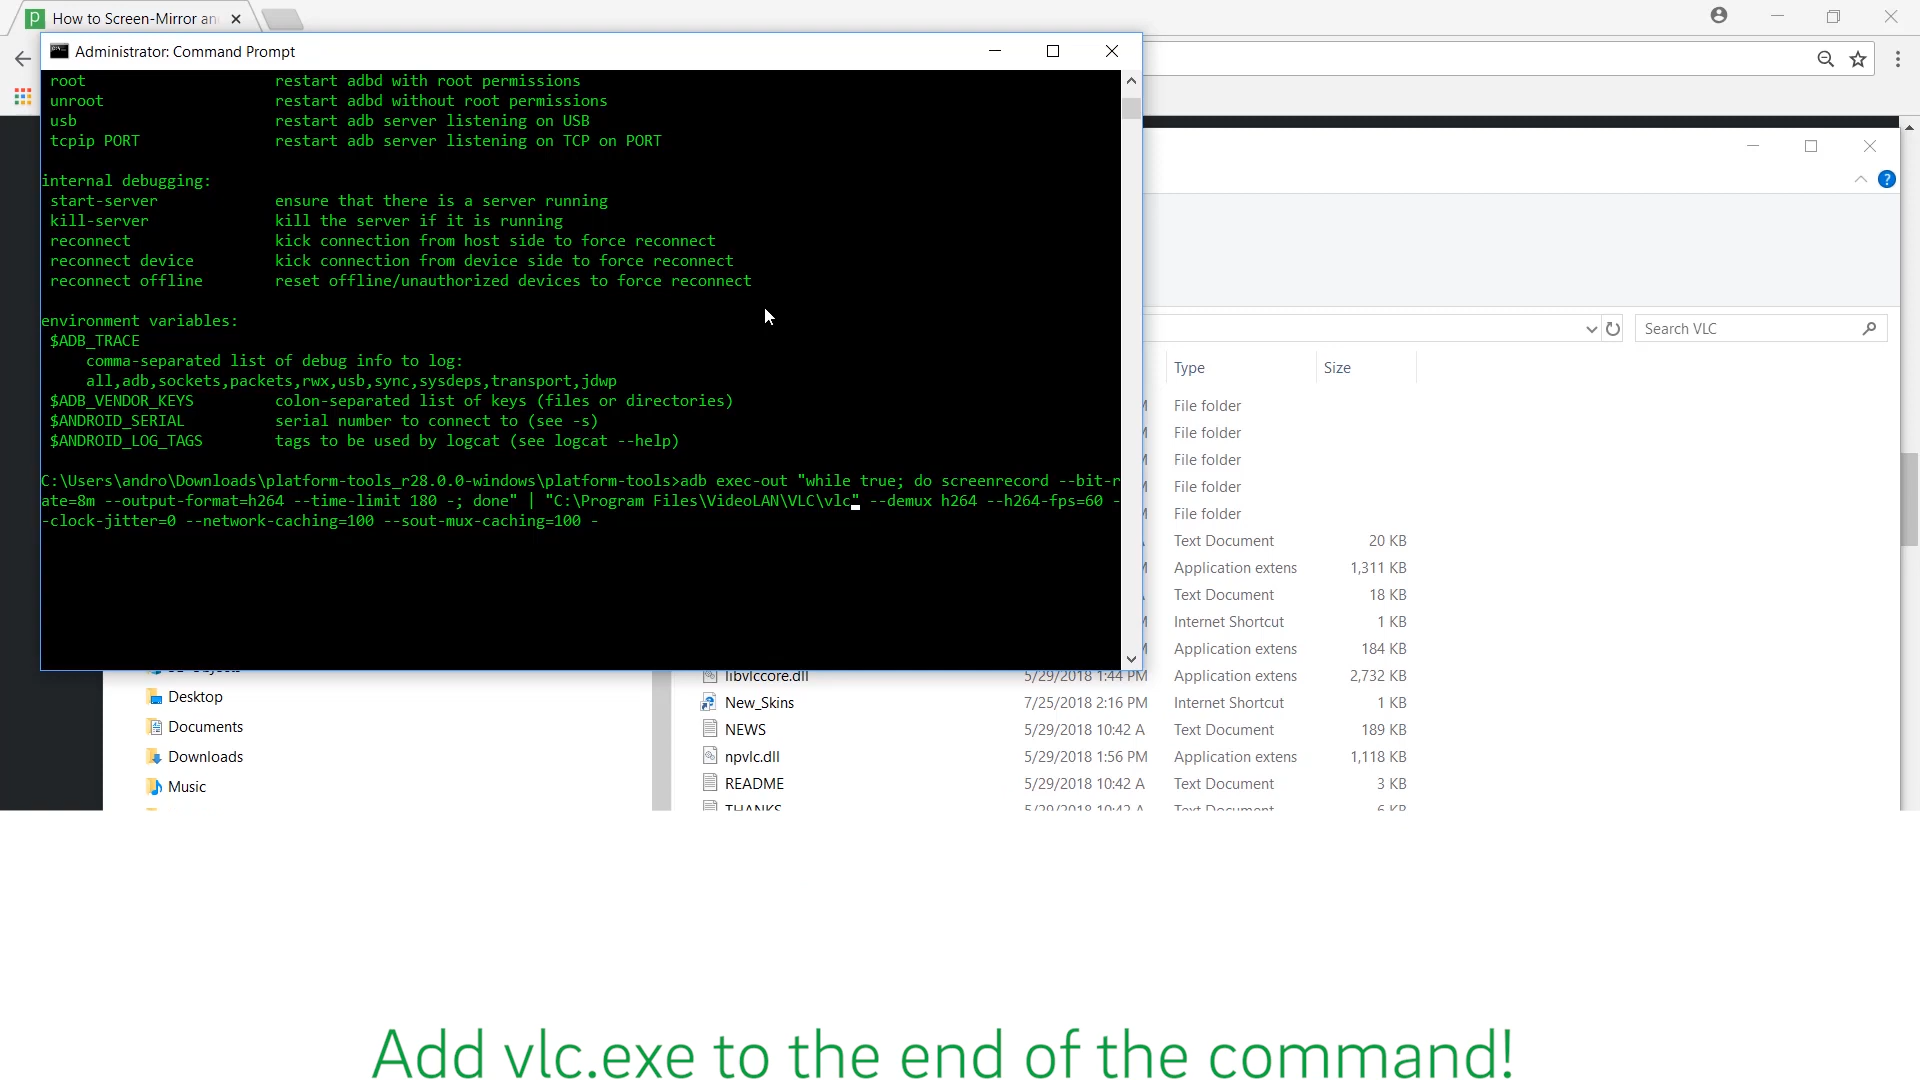 How to Screen-Mirror an
Administrator: Command Prompt
root restart adbd with root permissions
unroot restart adbd without root permissions
usb restart adb server listening on USB
tcpip PORT restart adb server listening on TCP on PORT
internal debugging:
start-server ensure that there is a server running
kill-server kill the server if it is running
reconnect kick connection from host side to force reconnect
reconnect device kick connection from device side to force reconnect
reconnect offline reset offline/unauthorized devices to force reconnect
environment variables:
$ADB_TRACE
comma-separated list of debug info to log:
all,adb,sockets,packets,rwx,usb,sync,sysdeps,transport,jdwp
$ADB_VENDOR_KEYS colon-separated list of keys (files or directories)
$ANDROID_SERIAL serial number to connect to (see -s)
$ANDROID_LOG_TAGS tags to be used by logcat (see logcat --help)
C:\Users\andro\Downloads\platform-tools_r28.0.0-windows\platform-tools>adb exec-out "while true; do screenrecord --bit-r
ate=8m --output-format=h264 --time-limit 180 -; done" | "C:\Program Files\VideoLAN\VLC\vlc" --demux h264 --h264-fps=60 -
-clock-jitter=0 --network-caching=100 --sout-mux-caching=100 -
Search VLC
Type Size
File folder
File folder
File folder
File folder
File folder
Text Document 20 KB
Application extens 1,311 KB
Text Document 18 KB
Internet Shortcut 1 KB
Application extens 184 KB
libvlccore.dll 5/29/2018 1:44 PM Application extens 2,732 KB
New_Skins 7/25/2018 2:16 PM Internet Shortcut 1 KB
NEWS 5/29/2018 10:42 A Text Document 189 KB
npvlc.dll 5/29/2018 1:56 PM Application extens 1,118 KB
README 5/29/2018 10:42 A Text Document 3 KB
THANKS 5/29/2018 10:42 A Text Document 6 KB
Desktop
Documents
Downloads
Music
Add vlc.exe to the end of the command!